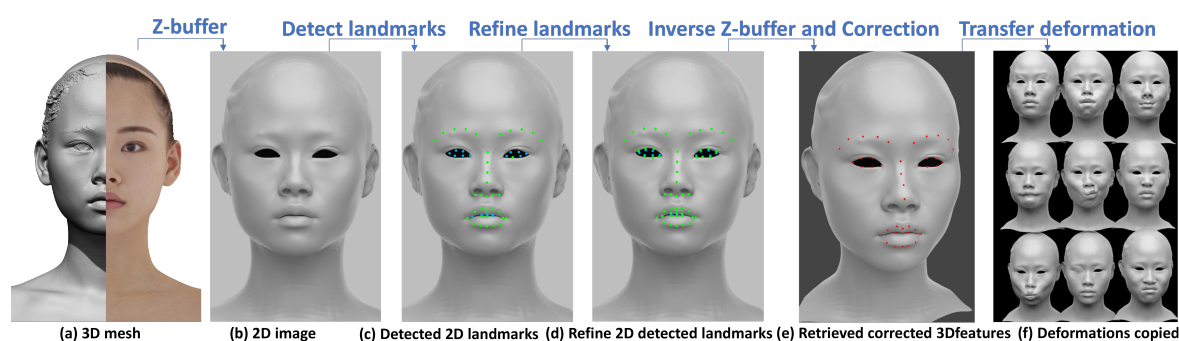 Z-buffer
Detect landmarks
Refine landmarks
Inverse Z-buffer and Correction
Transfer deformation
(a) 3D mesh
(b) 2D image
(c) Detected 2D landmarks
(d) Refine 2D detected landmarks
(e) Retrieved corrected 3Dfeatures
(f) Deformations copied